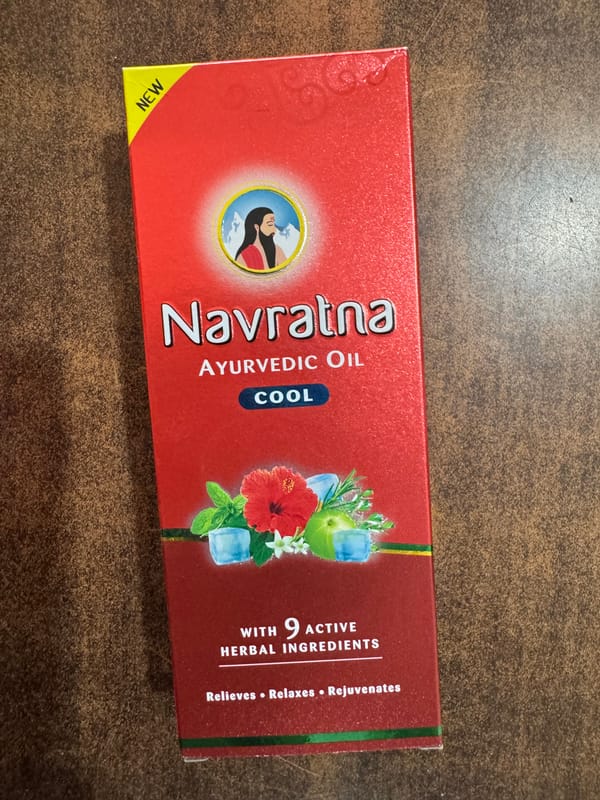 NEW
Navratna
AYURVEDIC OIL
COOL
WITH 9 ACTIVE
HERBAL INGREDIENTS
Relieves • Relaxes • Rejuvenates